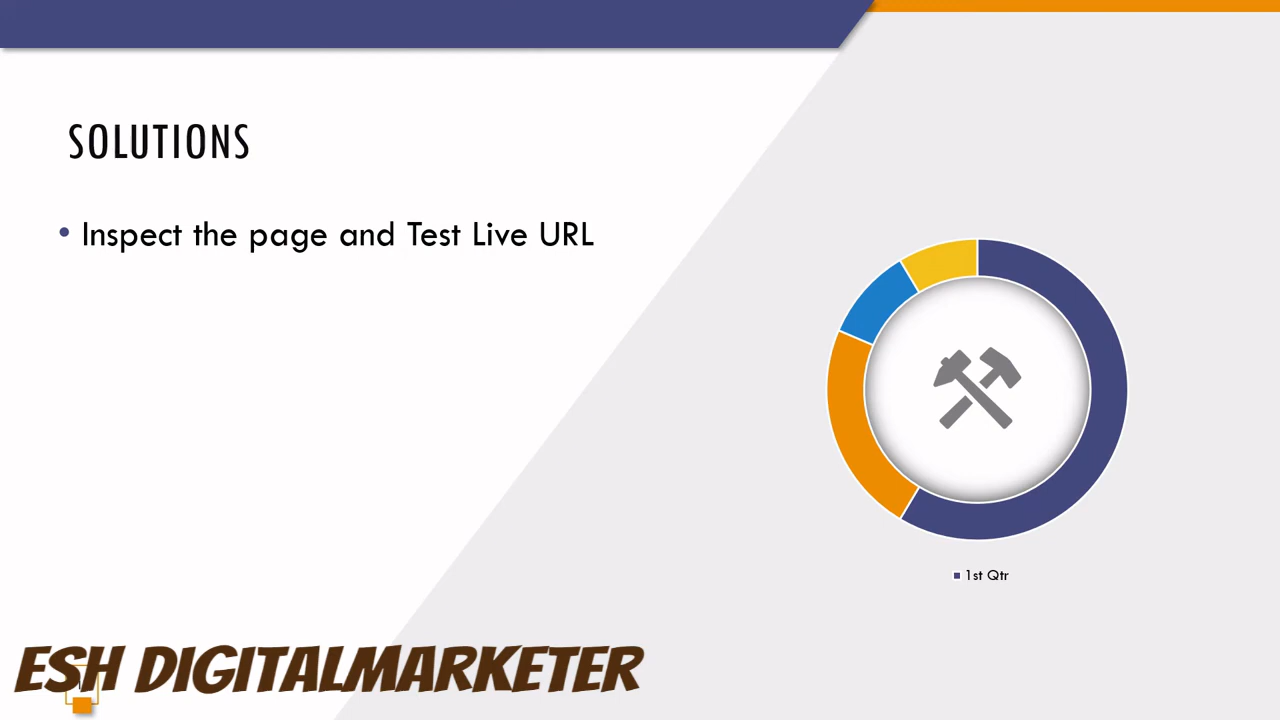 SOLUTIONS
• Inspect the page and Test Live URL
1st Qtr
ESH DIGITALMARKETER